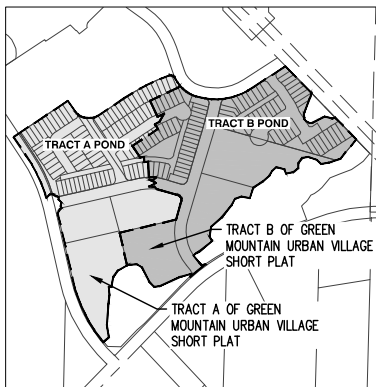 TRACT A POND
TRACT B POND
TRACT B OF GREEN
MOUNTAIN URBAN VILLAGE
SHORT PLAT
TRACT A OF GREEN
MOUNTAIN URBAN VILLAGE
SHORT PLAT